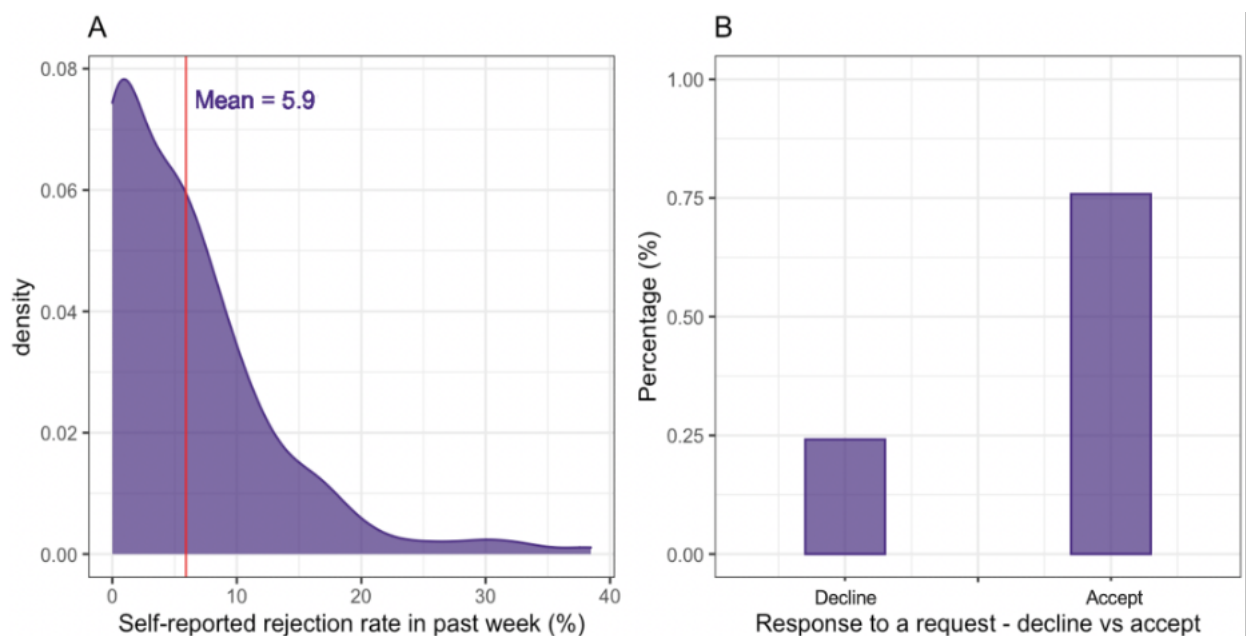 A
Mean = 5.9
0.08
0.06
0.04
0.02
0.00
density
0 10 20 30 40
Self-reported rejection rate in past week (%)
B
1.00
0.75
0.50
0.25
0.00
Percentage (%)
Decline Accept
Response to a request - decline vs accept